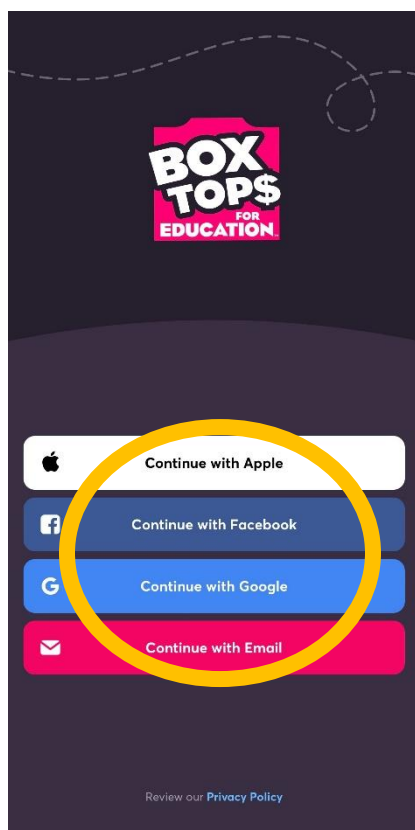 BOX
TOP$
FOR
EDUCATION
Continue with Apple
Continue with Facebook
Continue with Google
Continue with Email
Review our Privacy Policy